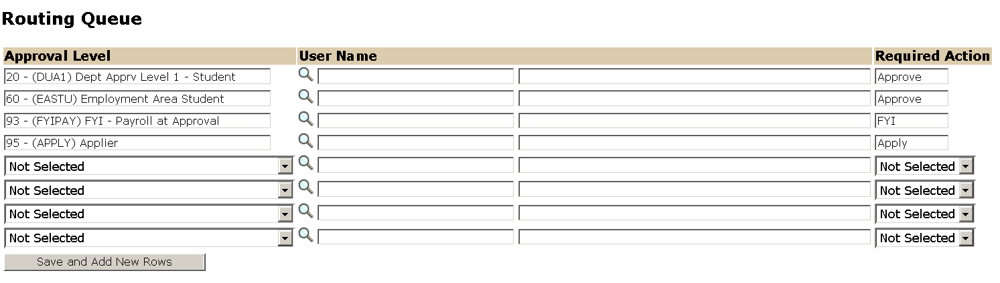 Routing Queue
Approval Level User Name Required Action
20 - (DUA1) Dept Apprv Level 1 - Student Approve
60 - (EASTU) Employment Area Student Approve
93 - (FYIPAY) FYI - Payroll at Approval FYI
95 - (APPLY) Applier Apply
Not Selected Not Selected
Not Selected Not Selected
Not Selected Not Selected
Not Selected Not Selected
Save and Add New Rows